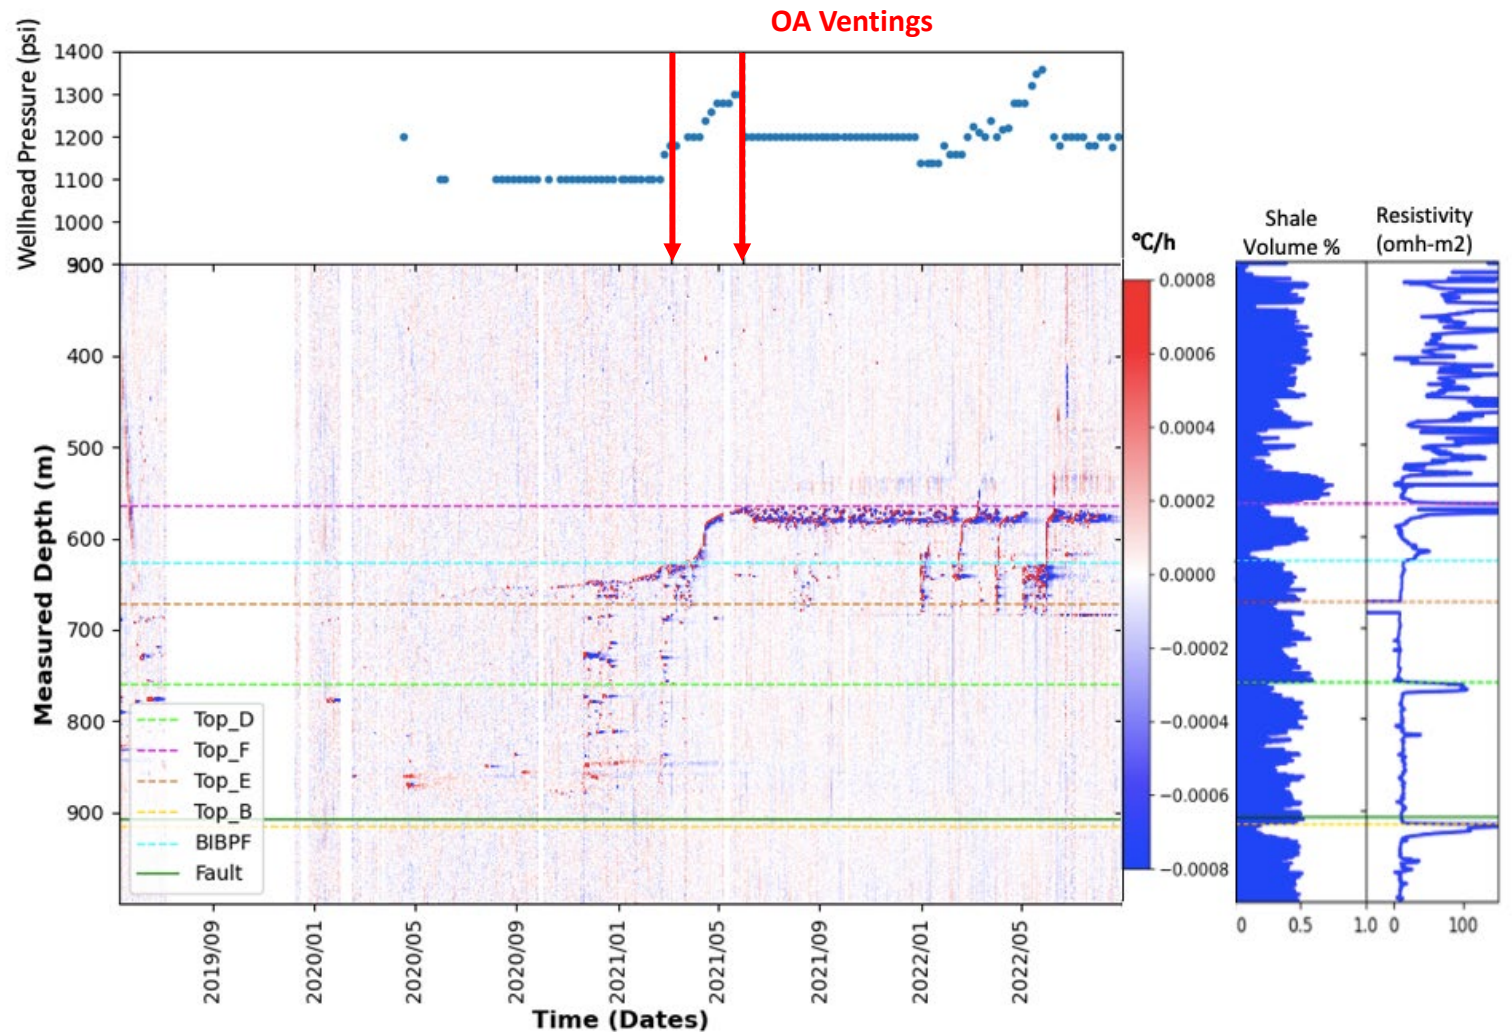 OA Ventings
Wellhead Pressure (psi)
1400
1300
1200
1100
1000
900
Measured Depth (m)
400
500
600
700
800
900
Top_D
Top_F
Top_E
Top_B
BIBPF
Fault
2019/09
2020/01
2020/05
2020/09
2021/01
2021/05
2021/09
2022/01
2022/05
Time (Dates)
°C/h
0.0008
0.0006
0.0004
0.0002
0.0000
−0.0002
−0.0004
−0.0006
−0.0008
Shale
Volume %
Resistivity
(omh-m2)
0 0.5 1.0 0 100